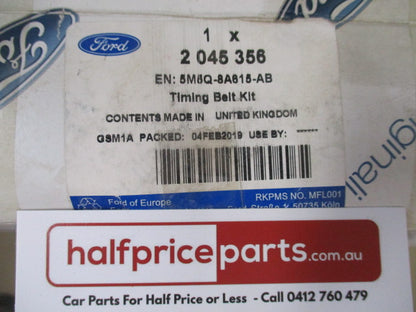 Ford
1 x
2 045 356
EN: 5M6Q-8A615-AB
Timing Belt Kit
CONTENTS MADE IN UNITED KINGDOM
GSM1A PACKED: 04FEB2019 USE BY: -----
RKPMS NO. MFL001
Ford of Europe
50735 Köln
halfpriceparts.com.au
Car Parts For Half Price or Less - Call 0412 760 479